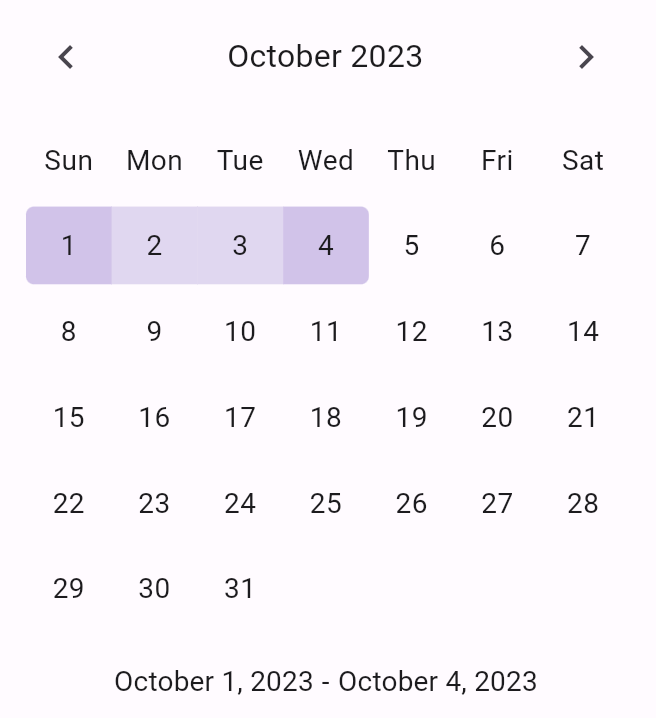 October 2023
Sun Mon Tue Wed Thu Fri Sat
1 2 3 4 5 6 7
8 9 10 11 12 13 14
15 16 17 18 19 20 21
22 23 24 25 26 27 28
29 30 31
October 1, 2023 - October 4, 2023